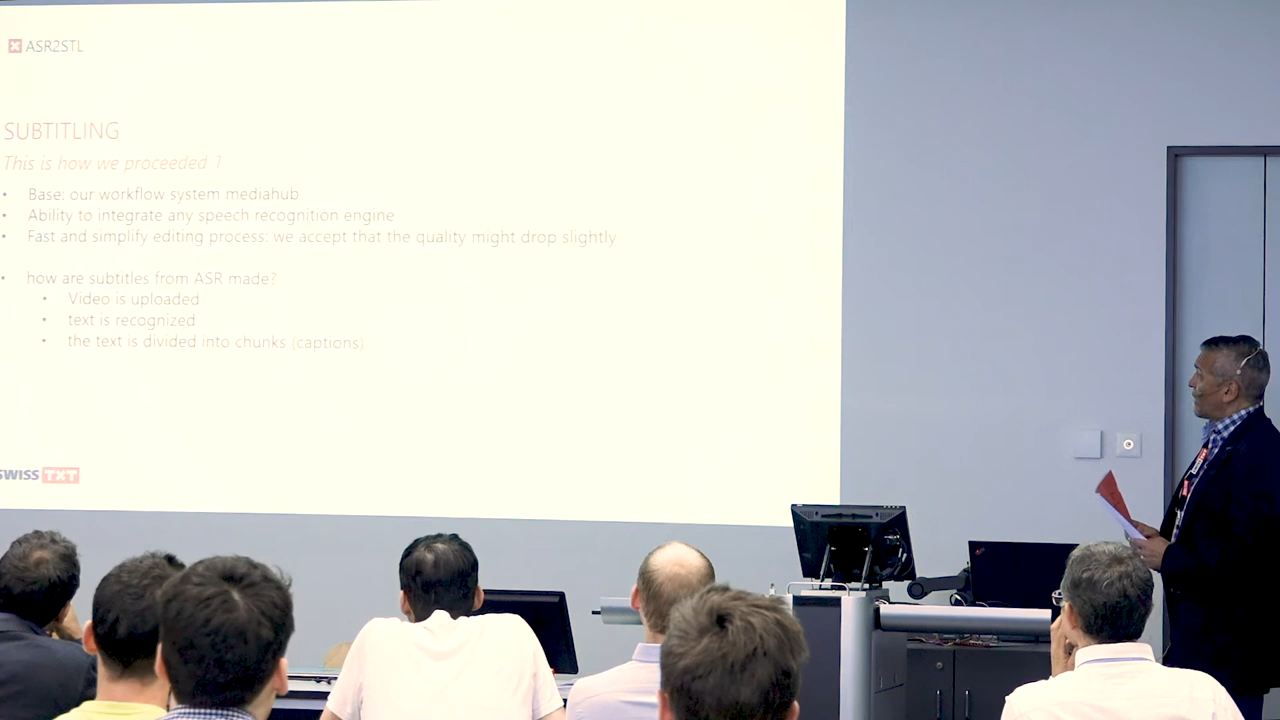 ASR2STL
SUBTITLING
This is how we proceeded 1
• Base: our workflow system mediahub
• Ability to integrate any speech recognition engine
• Fast and simplify editing process: we accept that the quality might drop slightly
• how are subtitles from ASR made?
• Video is uploaded
• text is recognized
• the text is divided into chunks (captions)
SWISS TXT